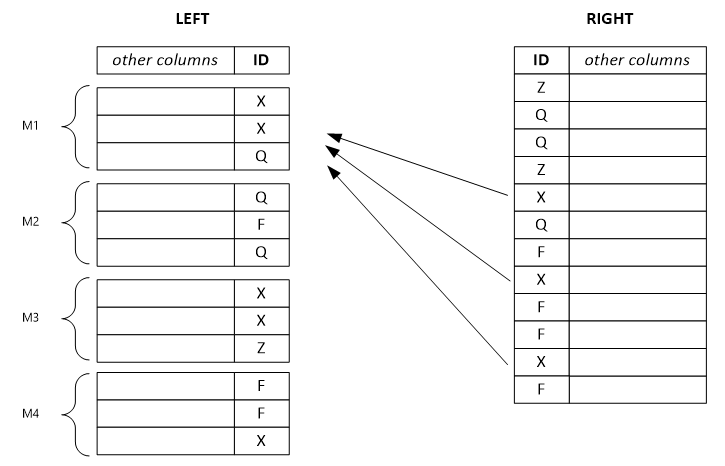 LEFT
other columns ID
M1
X
X
Q
M2
Q
F
Q
M3
X
X
Z
M4
F
F
X
RIGHT
ID other columns
Z
Q
Q
Z
X
Q
F
X
F
F
X
F